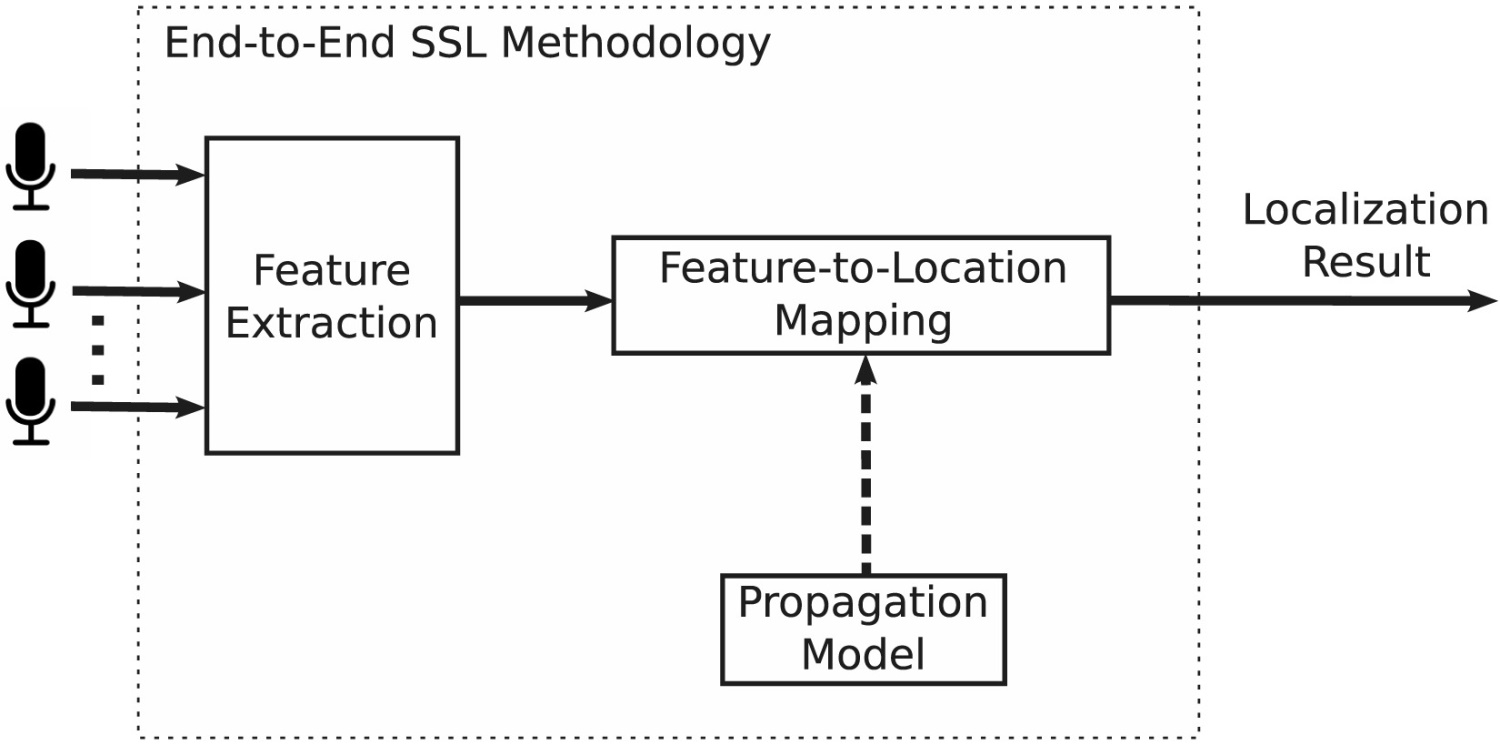 End-to-End SSL Methodology
Feature
Extraction
Feature-to-Location
Mapping
Propagation
Model
Localization
Result